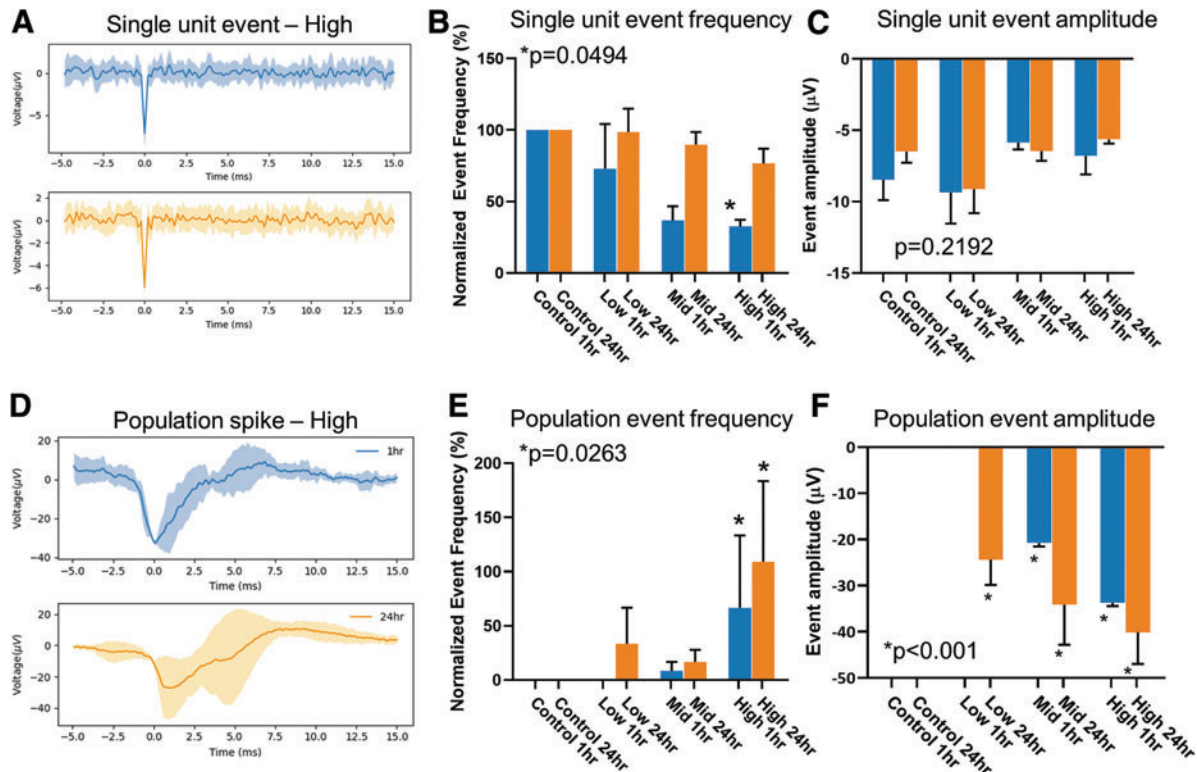 A
Single unit event – High
Voltage(μV)
0
−5
−5.0 −2.5 0.0 2.5 5.0 7.5 10.0 12.5 15.0
Time (ms)
Voltage(μV)
2
0
−2
−4
−6
−5.0 −2.5 0.0 2.5 5.0 7.5 10.0 12.5 15.0
Time (ms)
B
Single unit event frequency
Normalized Event Frequency (%)
*p=0.0494
150
100
50
0
*
Control 1hr
Control 24hr
Low 1hr
Low 24hr
Mid 1hr
Mid 24hr
High 1hr
High 24hr
C
Single unit event amplitude
Event amplitude (μV)
0
-5
-10
-15
p=0.2192
Control 1hr
Control 24hr
Low 1hr
Low 24hr
Mid 1hr
Mid 24hr
High 1hr
High 24hr
D
Population spike – High
Voltage(μV)
20
0
−20
−40
1hr
−5.0 −2.5 0.0 2.5 5.0 7.5 10.0 12.5 15.0
Time (ms)
Voltage(μV)
20
0
−20
−40
24hr
−5.0 −2.5 0.0 2.5 5.0 7.5 10.0 12.5 15.0
Time (ms)
E
Population event frequency
Normalized Event Frequency (%)
*p=0.0263
200
150
100
50
0
* *
Control 1hr
Control 24hr
Low 1hr
Low 24hr
Mid 1hr
Mid 24hr
High 1hr
High 24hr
F
Population event amplitude
Event amplitude (μV)
0
-10
-20
-30
-40
-50
* * * * *
*p<0.001
Control 1hr
Control 24hr
Low 1hr
Low 24hr
Mid 1hr
Mid 24hr
High 1hr
High 24hr